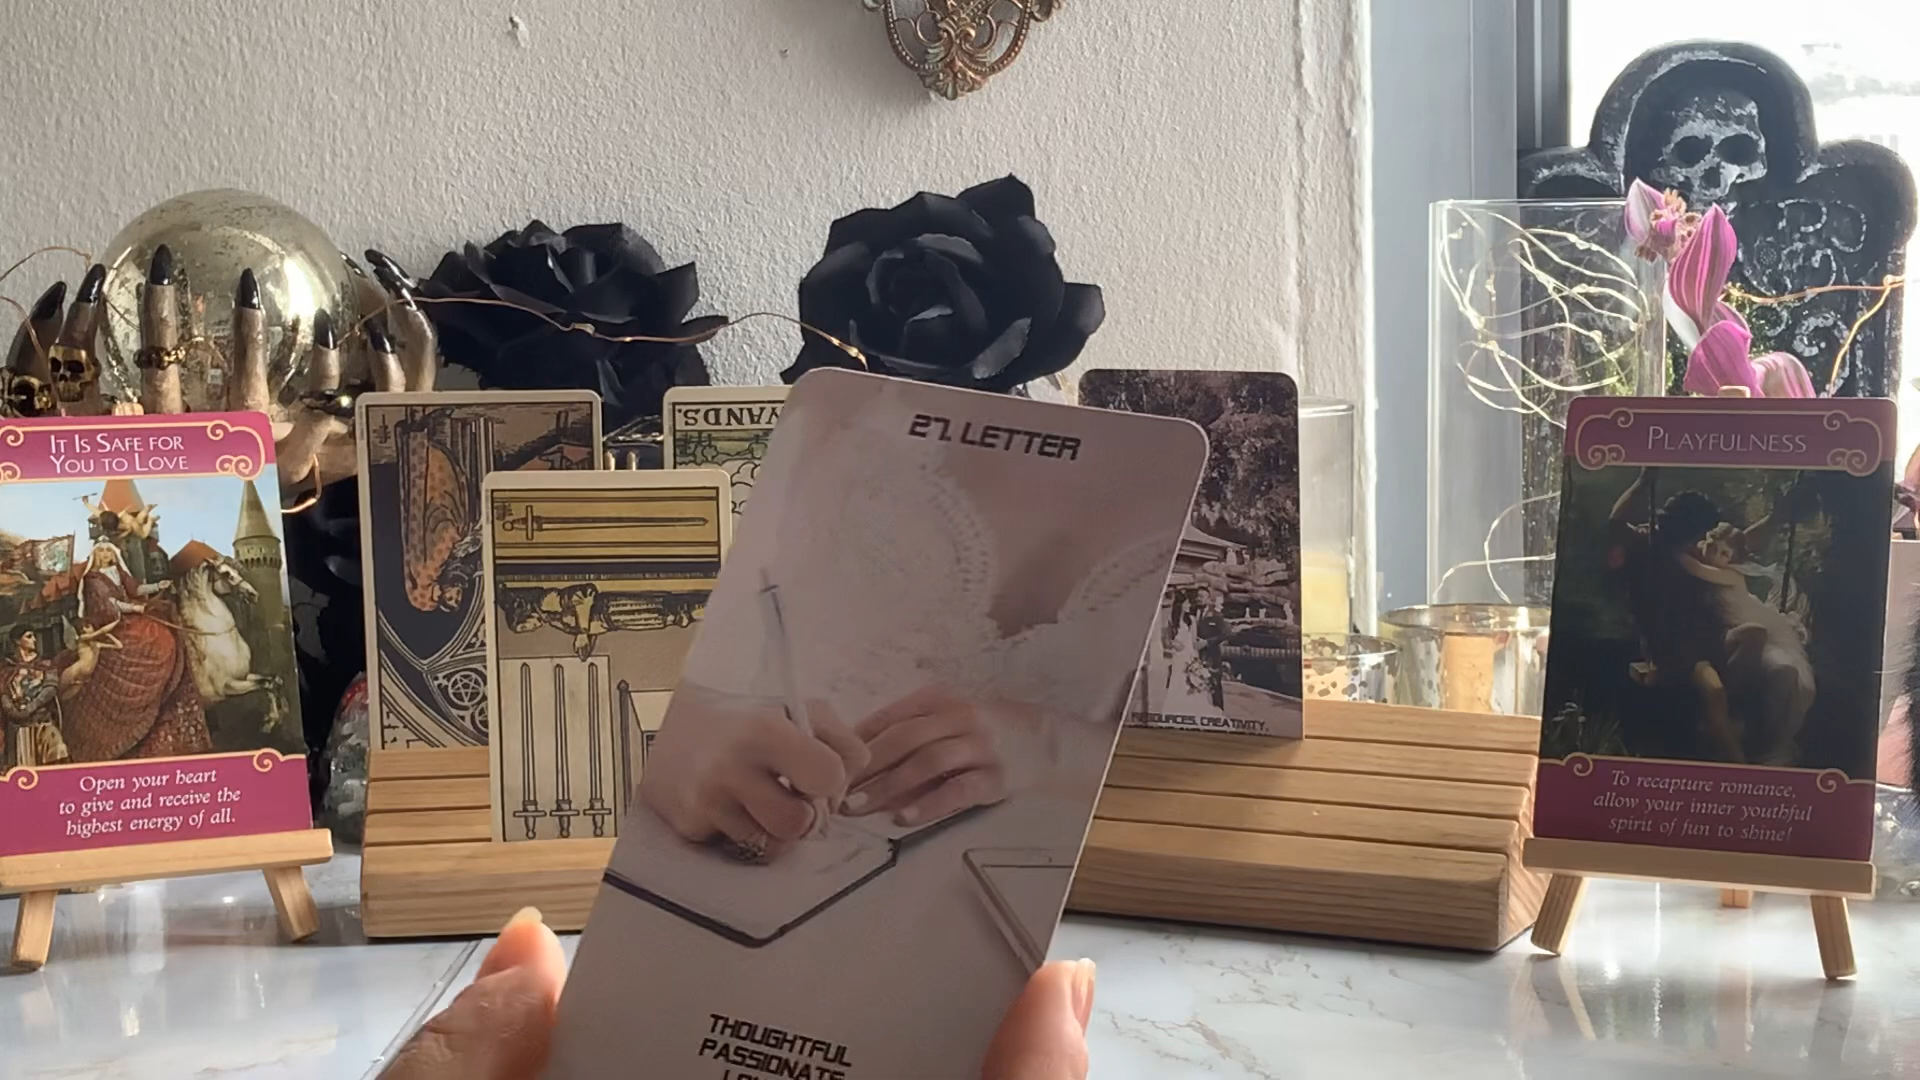 It Is Safe for
You to Love
Open your heart
to give and receive the
highest energy of all.
WANDS.
27. LETTER
THOUGHTFUL
PASSIONATE
RESOURCES, CREATIVITY,
Playfulness
To recapture romance,
allow your inner youthful
spirit of fun to shine!